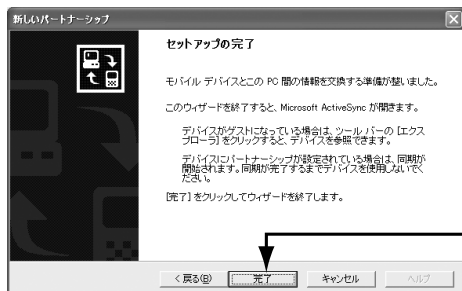 新しいパートナーシップ
セットアップの完了
モバイル デバイスとこの PC 間の情報を交換する準備が整いました。
このウィザードを終了すると、Microsoft ActiveSync が開きます。
デバイスがゲストになっている場合は、ツール バーの [エクス
プローラ] をクリックすると、デバイスを参照できます。
デバイスにパートナーシップが設定されている場合は、同期が
開始されます。同期が完了するまでデバイスを使用しないでく
ださい。
[完了] をクリックしてウィザードを終了します。
< 戻る(B)
完了
キャンセル
ヘルプ